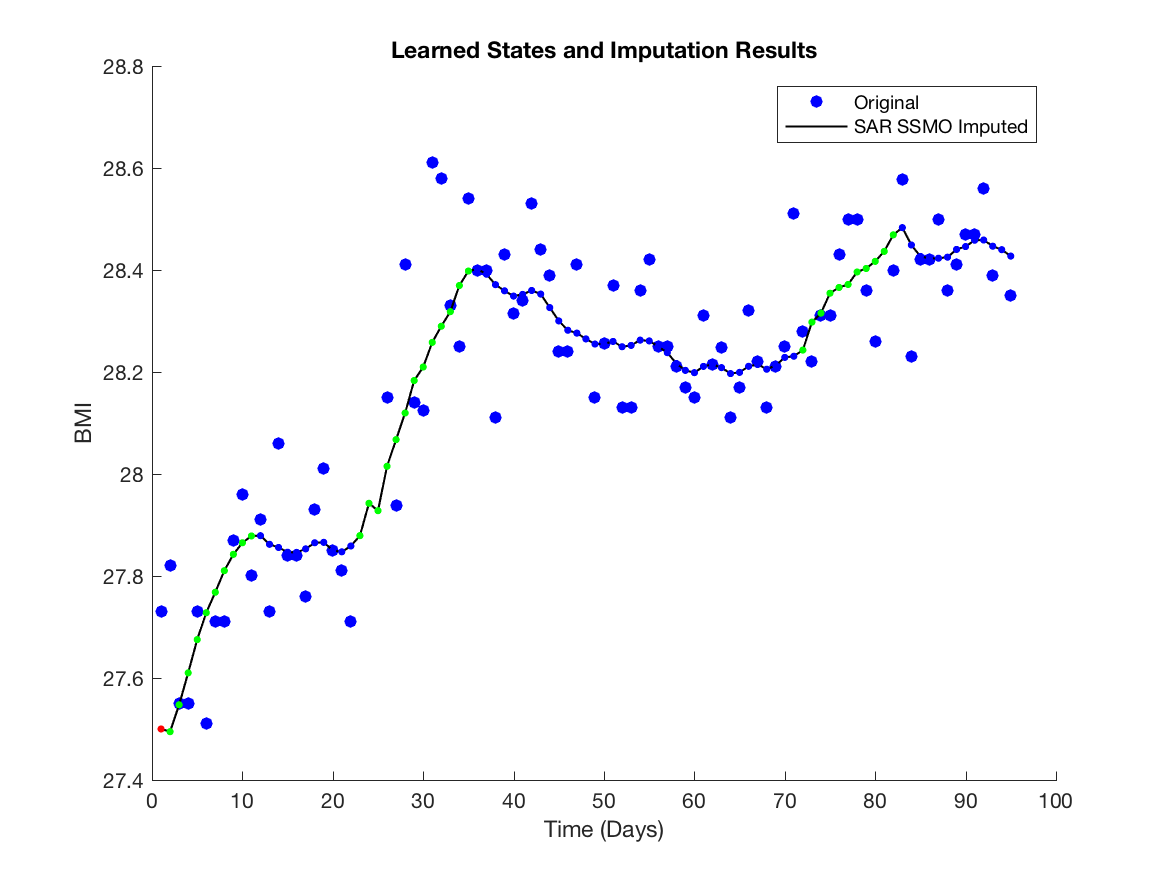 Learned States and Imputation Results
28.8
28.6
28.4
28.2
28
27.8
27.6
27.4
BMI
Original
SAR SSMO Imputed
0 10 20 30 40 50 60 70 80 90 100
Time (Days)